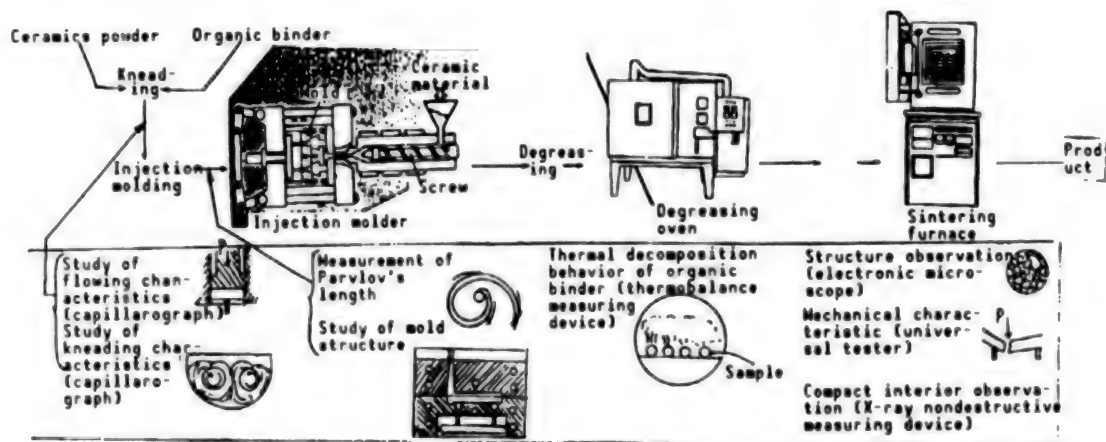 Ceramics powder
Organic binder
Knead-
ing
Injection
molding
Mold
Ceramic
material
Screw
Injection molder
Degreas-
ing
Degreasing
oven
Sintering
furnace
Prod
uct
Study of
flowing char-
acteristics
(capillarograph)
Study of
kneading char-
acteristics
(capillaro-
graph)
Measurement of
Parvlov's
length
Study of mold
structure
Thermal decomposition
behavior of organic
binder (thermobalance
measuring
device)
Sample
Structure observation
(electronic micro-
scope)
Mechanical charac-
teristic (univer-
sal tester)
P
Compact interior observa-
tion (X-ray nondestructive
measuring device)